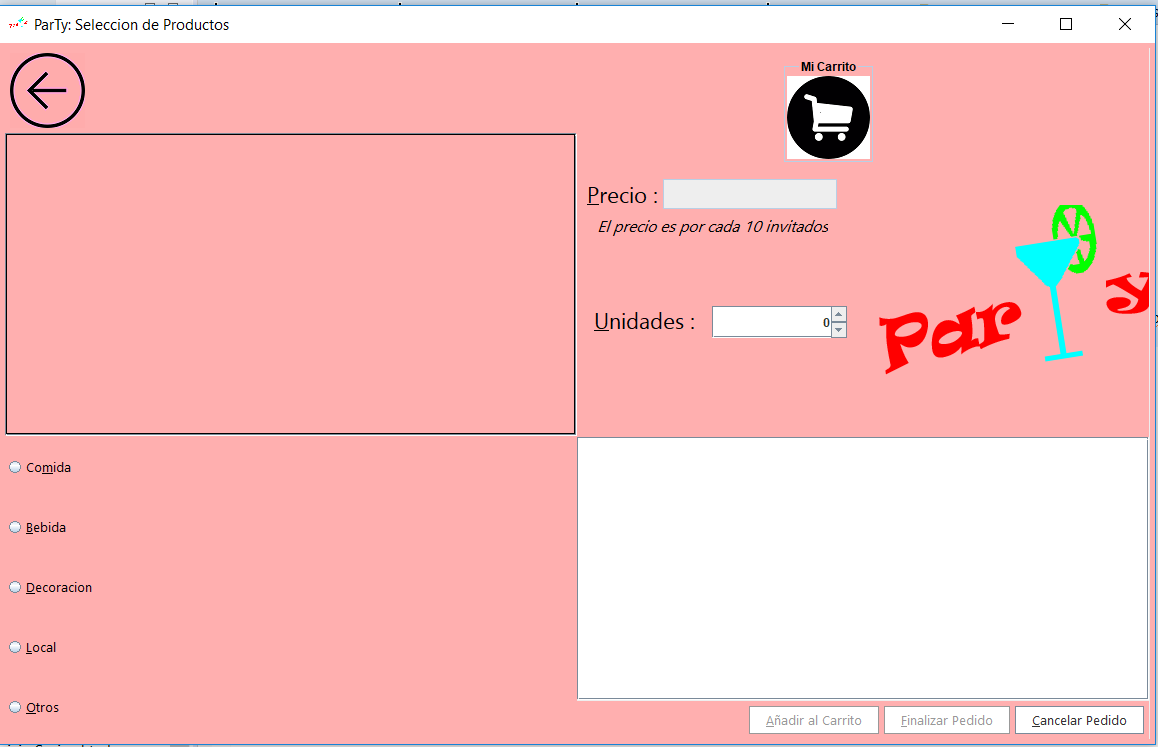 ParTy: Seleccion de Productos
Mi Carrito
Precio :
El precio es por cada 10 invitados
Unidades :
0
Par y
Comida
Bebida
Decoracion
Local
Otros
Añadir al Carrito
Finalizar Pedido
Cancelar Pedido